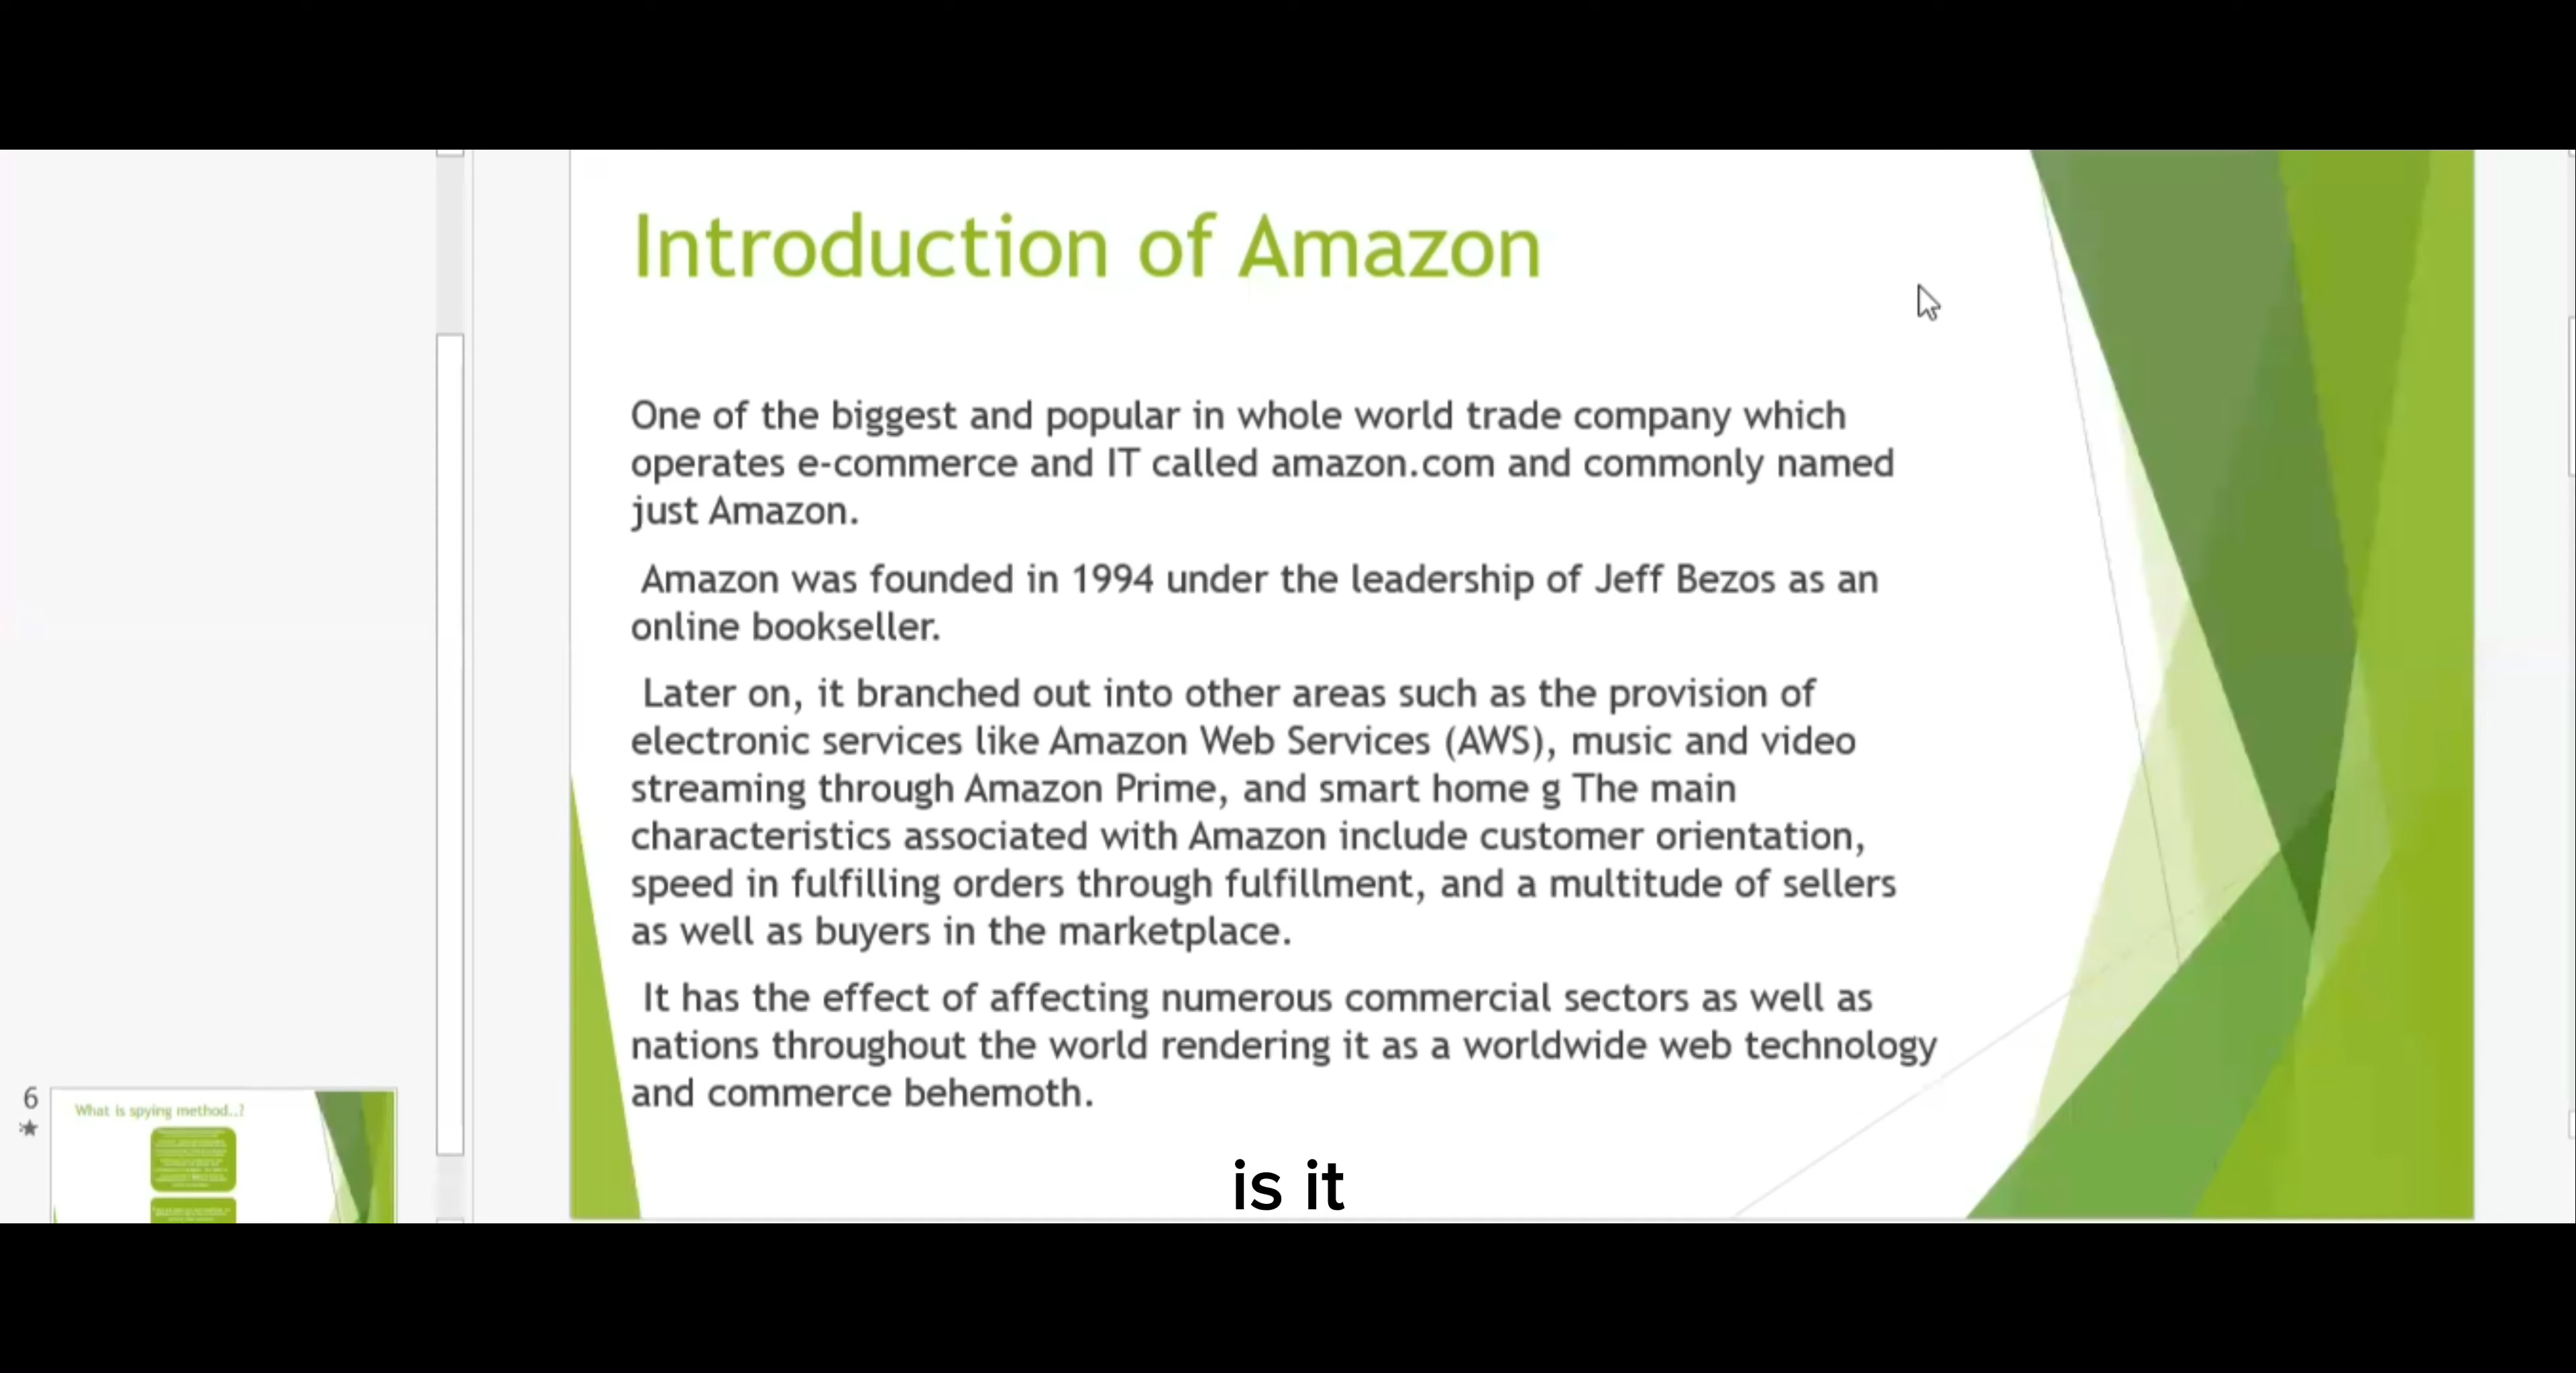 Introduction of Amazon
One of the biggest and popular in whole world trade company which
operates e-commerce and IT called amazon.com and commonly named
just Amazon.
Amazon was founded in 1994 under the leadership of Jeff Bezos as an
online bookseller.
Later on, it branched out into other areas such as the provision of
electronic services like Amazon Web Services (AWS), music and video
streaming through Amazon Prime, and smart home g The main
characteristics associated with Amazon include customer orientation,
speed in fulfilling orders through fulfillment, and a multitude of sellers
as well as buyers in the marketplace.
It has the effect of affecting numerous commercial sectors as well as
nations throughout the world rendering it as a worldwide web technology
and commerce behemoth.
6
What is spying method..?
is it